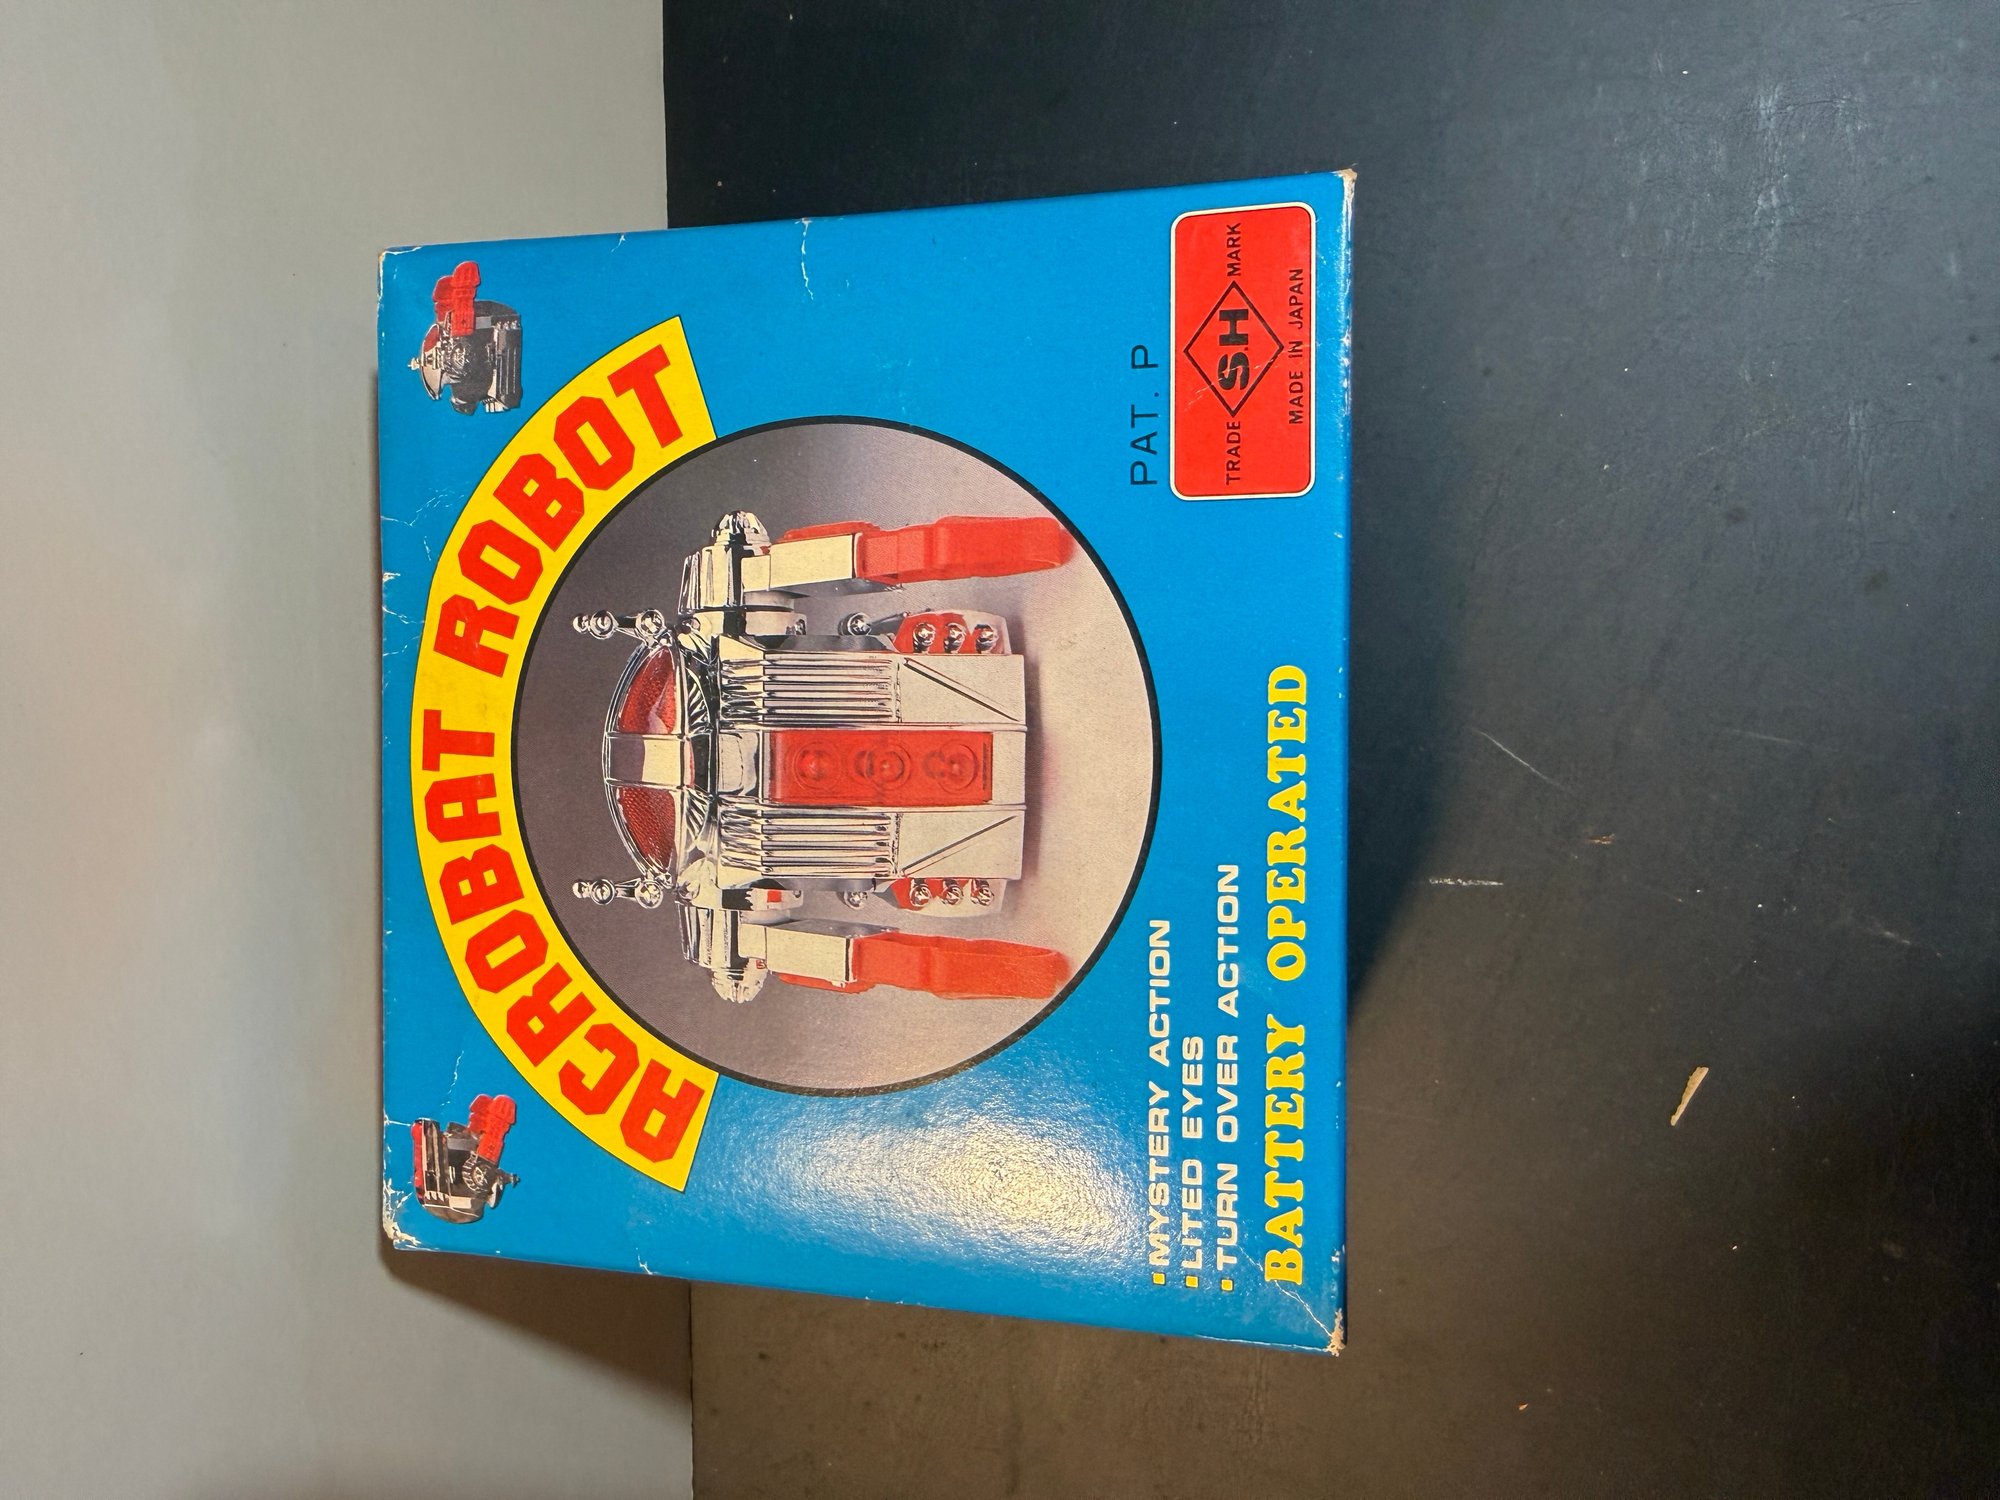 ACROBAT ROBOT
PAT. P
TRADE S.H MARK
MADE IN JAPAN
MYSTERY ACTION
LITED EYES
TURN OVER ACTION
BATTERY OPERATED